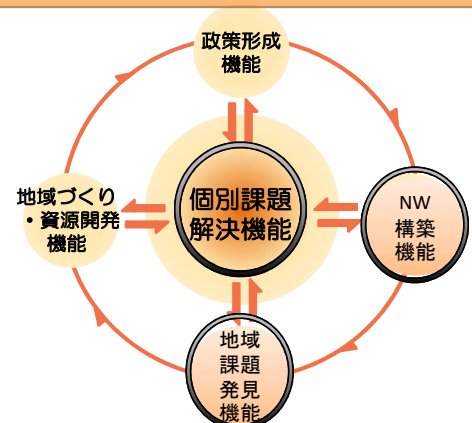 政策形成
機能
個別課題
解決機能
地域づくり
・資源開発
機能
NW
構築
機能
地域
課題
発見
機能